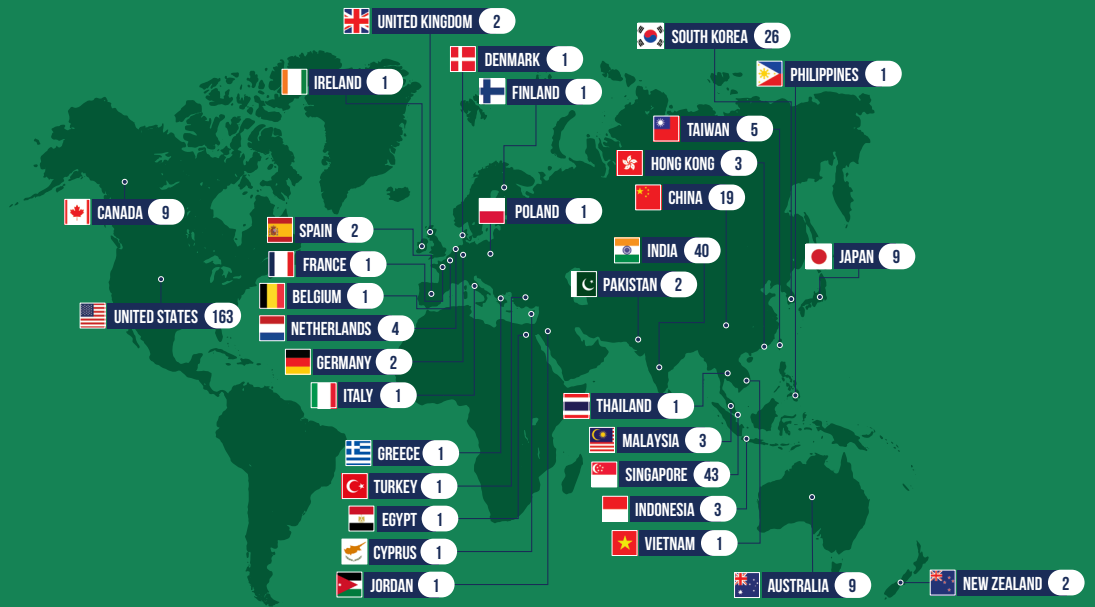 UNITED KINGDOM 2
SOUTH KOREA 26
DENMARK 1
PHILIPPINES 1
IRELAND 1
FINLAND 1
TAIWAN 5
HONG KONG 3
CHINA 19
CANADA 9
POLAND 1
SPAIN 2
INDIA 40
JAPAN 9
FRANCE 1
PAKISTAN 2
BELGIUM 1
UNITED STATES 163
NETHERLANDS 4
GERMANY 2
ITALY 1
THAILAND 1
MALAYSIA 3
GREECE 1
SINGAPORE 43
TURKEY 1
INDONESIA 3
EGYPT 1
VIETNAM 1
CYPRUS 1
JORDAN 1
AUSTRALIA 9
NEW ZEALAND 2